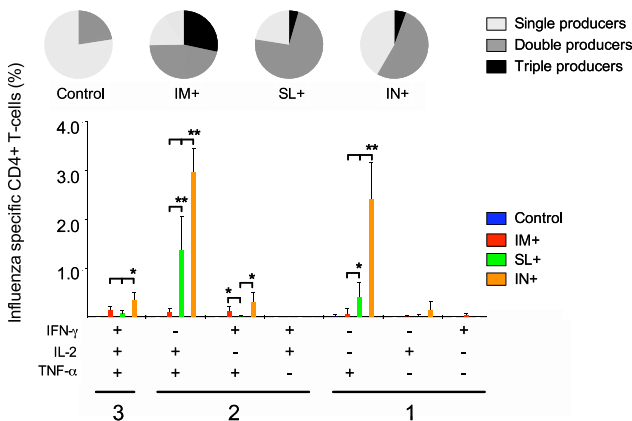 Single producers
Double producers
Triple producers
Control IM+ SL+ IN+
Influenza specific CD4+ T-cells (%)
4.0
3.0
2.0
1.0
* ** ** * * * **
Control
IM+
SL+
IN+
IFN-γ + - + + - - +
IL-2 + + - + - + -
TNF-α + + + - + - -
3 2 1